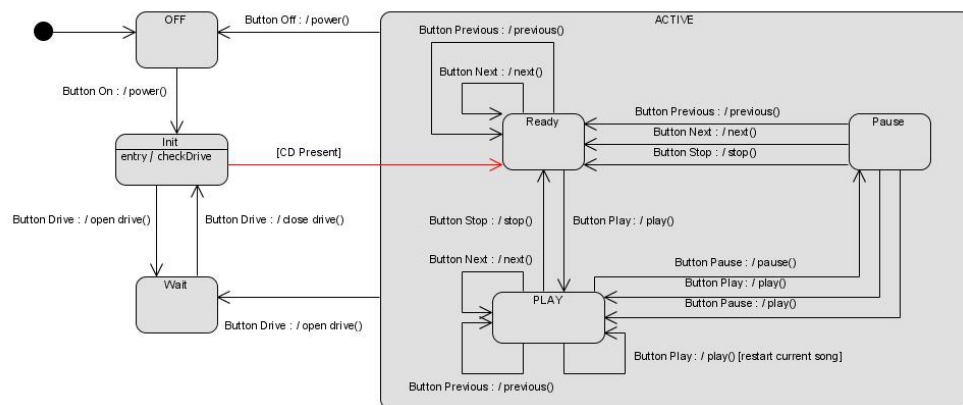 ACTIVE
OFF
Button Off : / power()
Button On : / power()
Init
entry / checkDrive
[CD Present]
Button Drive : / open drive()
Button Drive : / close drive()
Wait
Button Drive : / open drive()
Button Previous : / previous()
Button Next : / next()
Ready
Button Previous : / previous()
Button Next : / next()
Button Stop : / stop()
Pause
Button Stop : / stop()
Button Play : / play()
Button Next : / next()
Button Pause : / pause()
Button Play : / play()
Button Pause : / play()
PLAY
Button Play : / play() [restart current song]
Button Previous : / previous()